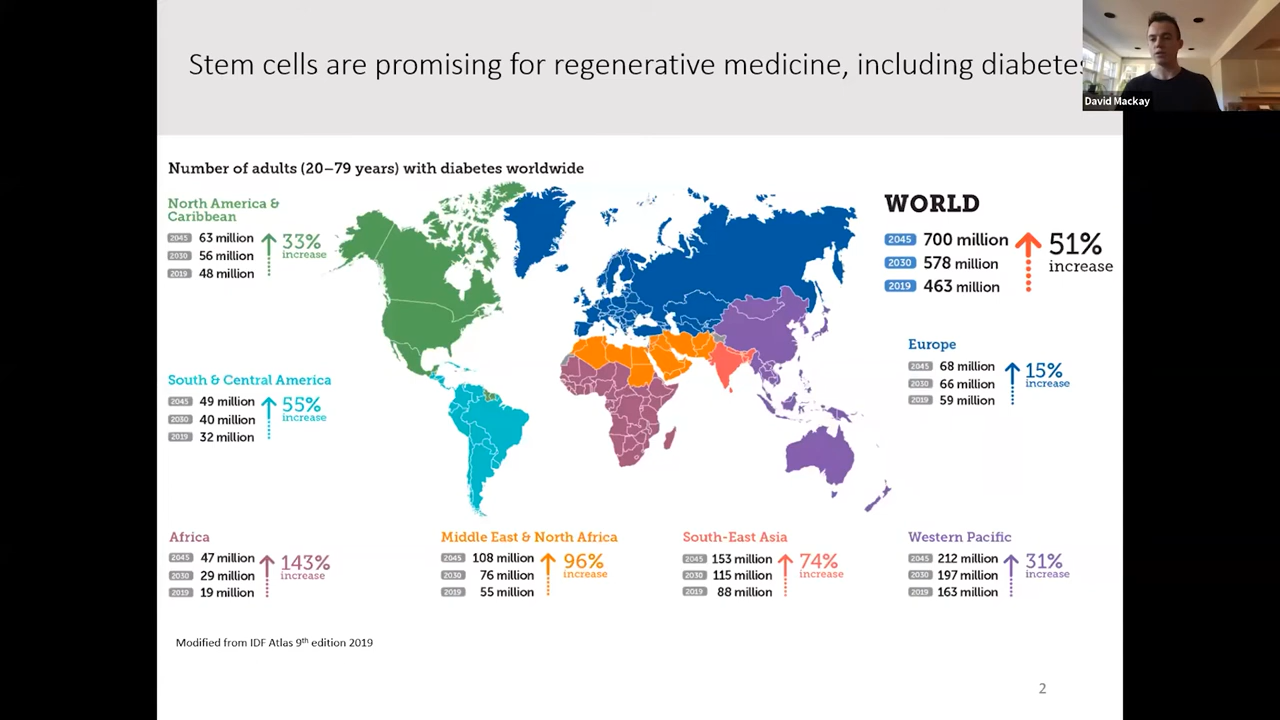 Stem cells are promising for regenerative medicine, including diabetes
David Mackay
Number of adults (20–79 years) with diabetes worldwide
North America &
Caribbean
2045 63 million
2030 56 million
2019 48 million
33%
increase
WORLD
2045 700 million
2030 578 million
2019 463 million
51%
increase
South & Central America
2045 49 million
2030 40 million
2019 32 million
55%
increase
Europe
2045 68 million
2030 66 million
2019 59 million
15%
increase
Africa
2045 47 million
2030 29 million
2019 19 million
143%
increase
Middle East & North Africa
2045 108 million
2030 76 million
2019 55 million
96%
increase
South-East Asia
2045 153 million
2030 115 million
2019 88 million
74%
increase
Western Pacific
2045 212 million
2030 197 million
2019 163 million
31%
increase
Modified from IDF Atlas 9th edition 2019
2